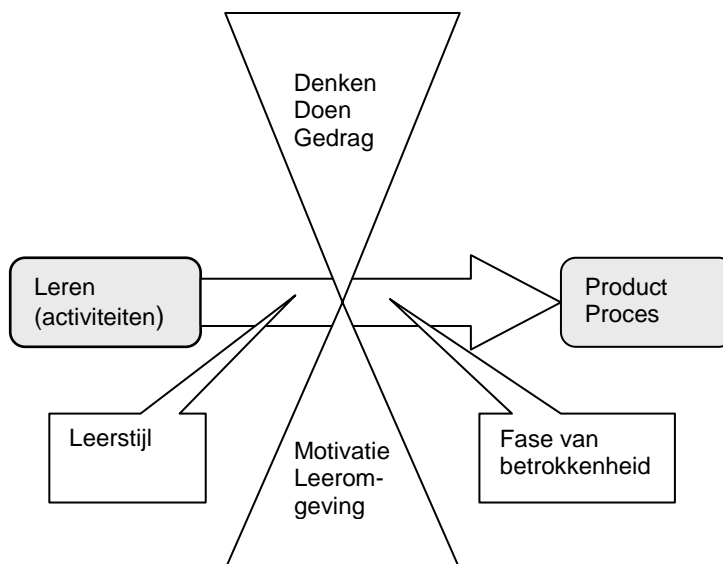 Denken
Doen
Gedrag
Leren
(activiteiten)
Product
Proces
Leerstijl
Motivatie
Leerom-
geving
Fase van
betrokkenheid